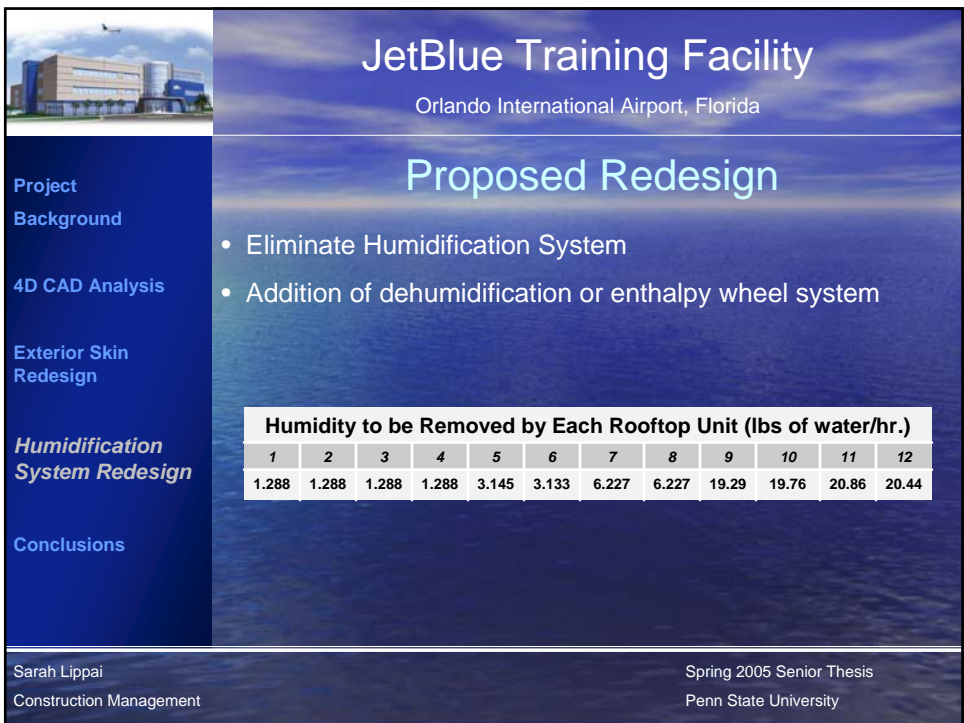 JetBlue Training Facility
Orlando International Airport, Florida
Project
Background
4D CAD Analysis
Exterior Skin
Redesign
Humidification
System Redesign
Conclusions
Proposed Redesign
• Eliminate Humidification System
• Addition of dehumidification or enthalpy wheel system
Humidity to be Removed by Each Rooftop Unit (lbs of water/hr.)
1 2 3 4 5 6 7 8 9 10 11 12
1.288 1.288 1.288 1.288 3.145 3.133 6.227 6.227 19.29 19.76 20.86 20.44
Sarah Lippai
Construction Management
Spring 2005 Senior Thesis
Penn State University